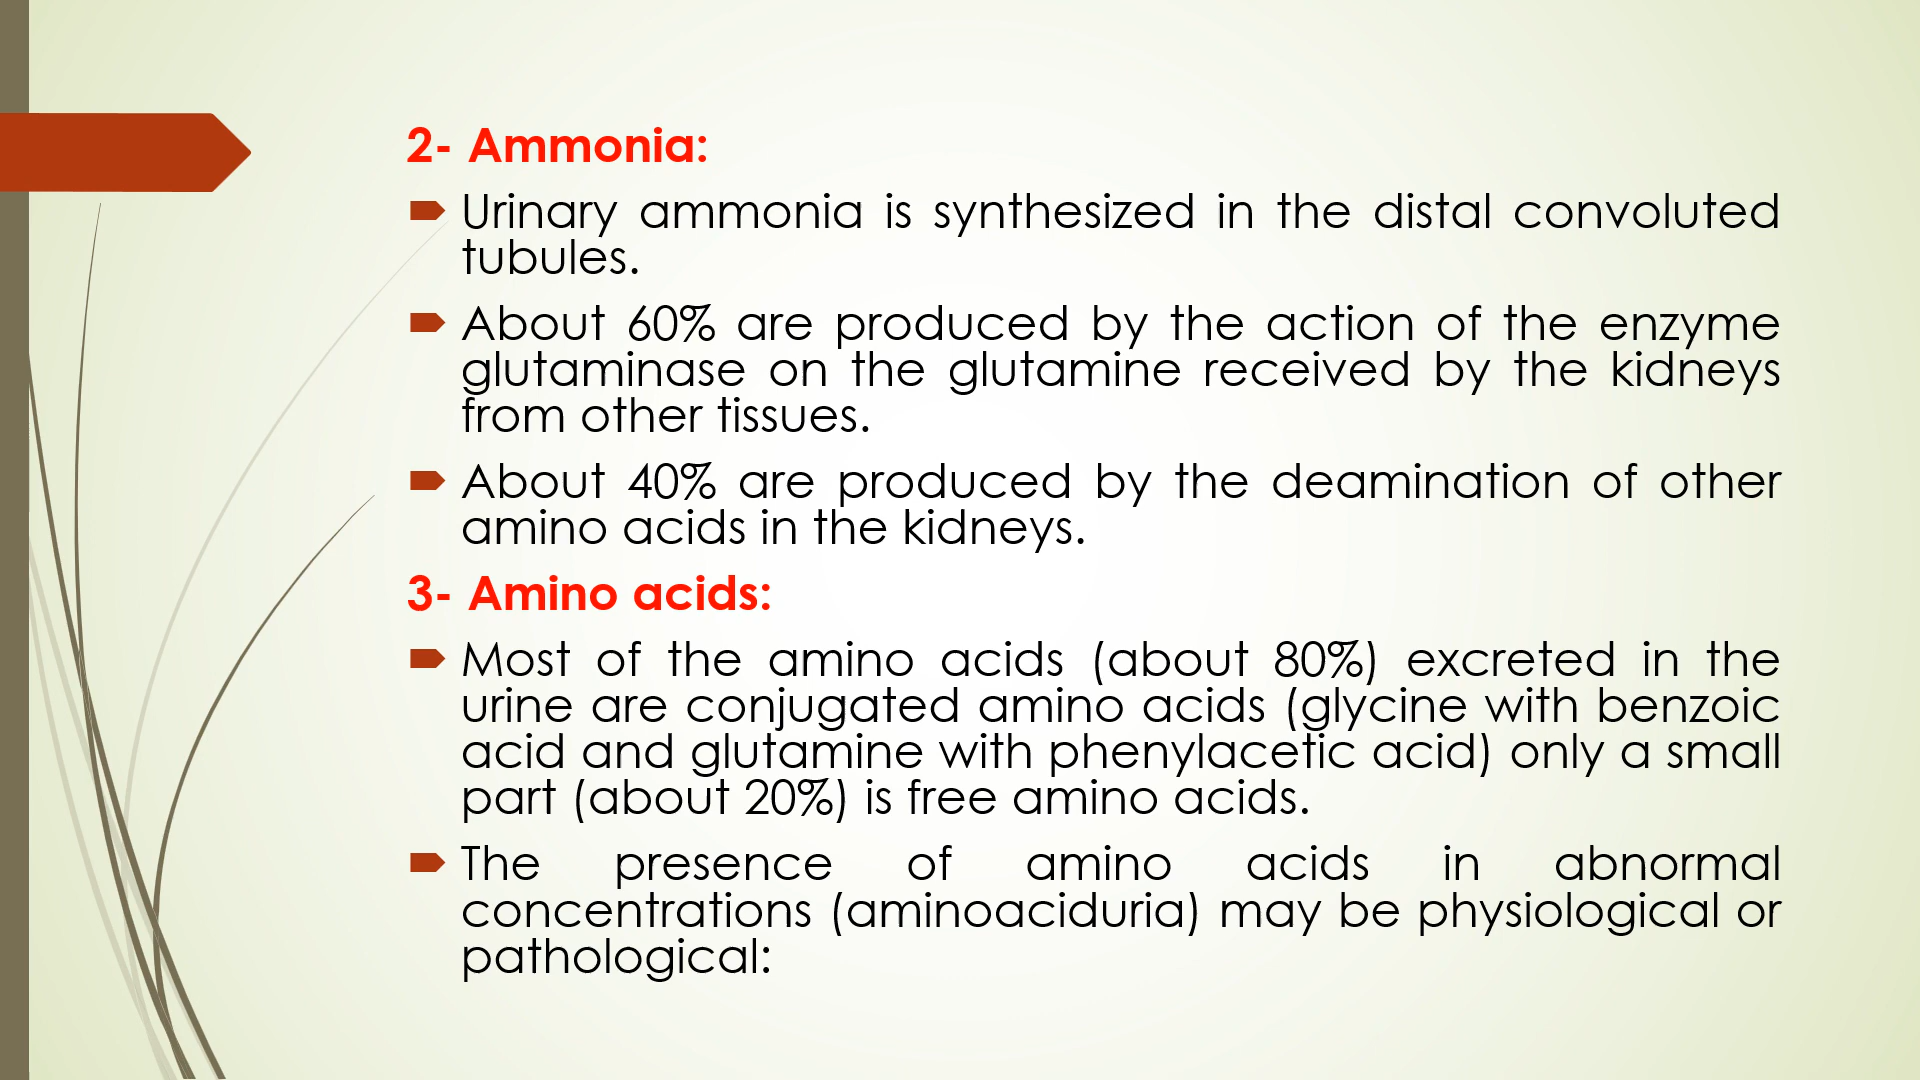 2- Ammonia:
Urinary ammonia is synthesized in the distal convoluted
tubules.
About 60% are produced by the action of the enzyme
glutaminase on the glutamine received by the kidneys
from other tissues.
About 40% are produced by the deamination of other
amino acids in the kidneys.
3- Amino acids:
Most of the amino acids (about 80%) excreted in the
urine are conjugated amino acids (glycine with benzoic
acid and glutamine with phenylacetic acid) only a small
part (about 20%) is free amino acids.
The presence of amino acids in abnormal
concentrations (aminoaciduria) may be physiological or
pathological: